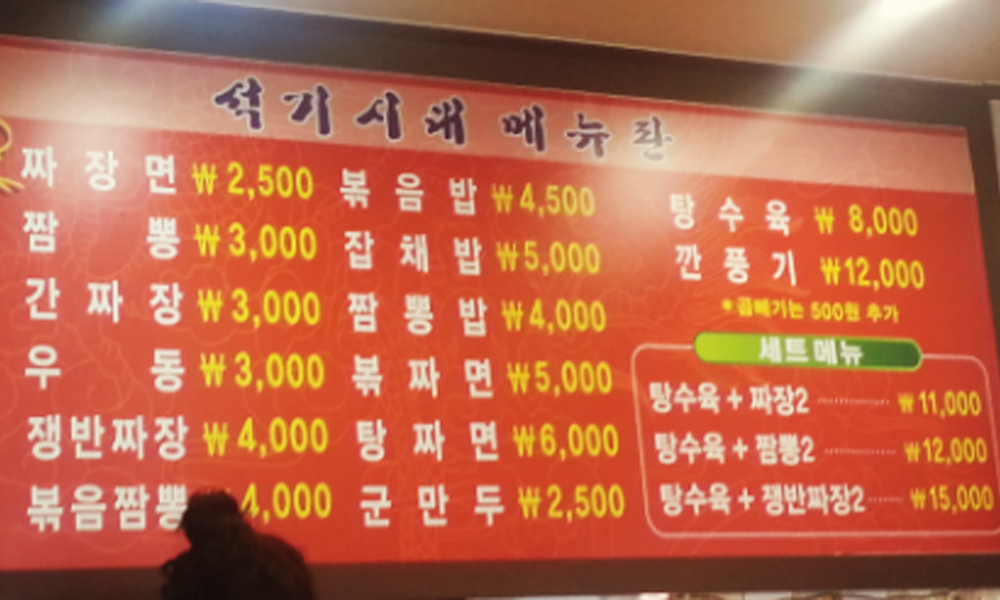 석기시대 메뉴판
짜장면 ₩2,500
짬뽕 ₩3,000
간짜장 ₩3,000
우동 ₩3,000
쟁반짜장 ₩4,000
볶음짬뽕 4,000
볶음밥 ₩4,500
잡채밥 ₩5,000
짬뽕밥 ₩4,000
볶짜면 ₩5,000
탕짜면 ₩6,000
군만두 ₩2,500
탕수육 ₩8,000
깐풍기 ₩12,000
*곱빼기는 500원 추가
세트메뉴
탕수육 + 짜장2 ₩11,000
탕수육 + 짬뽕2 ₩12,000
탕수육 + 쟁반짜장2 ₩15,000